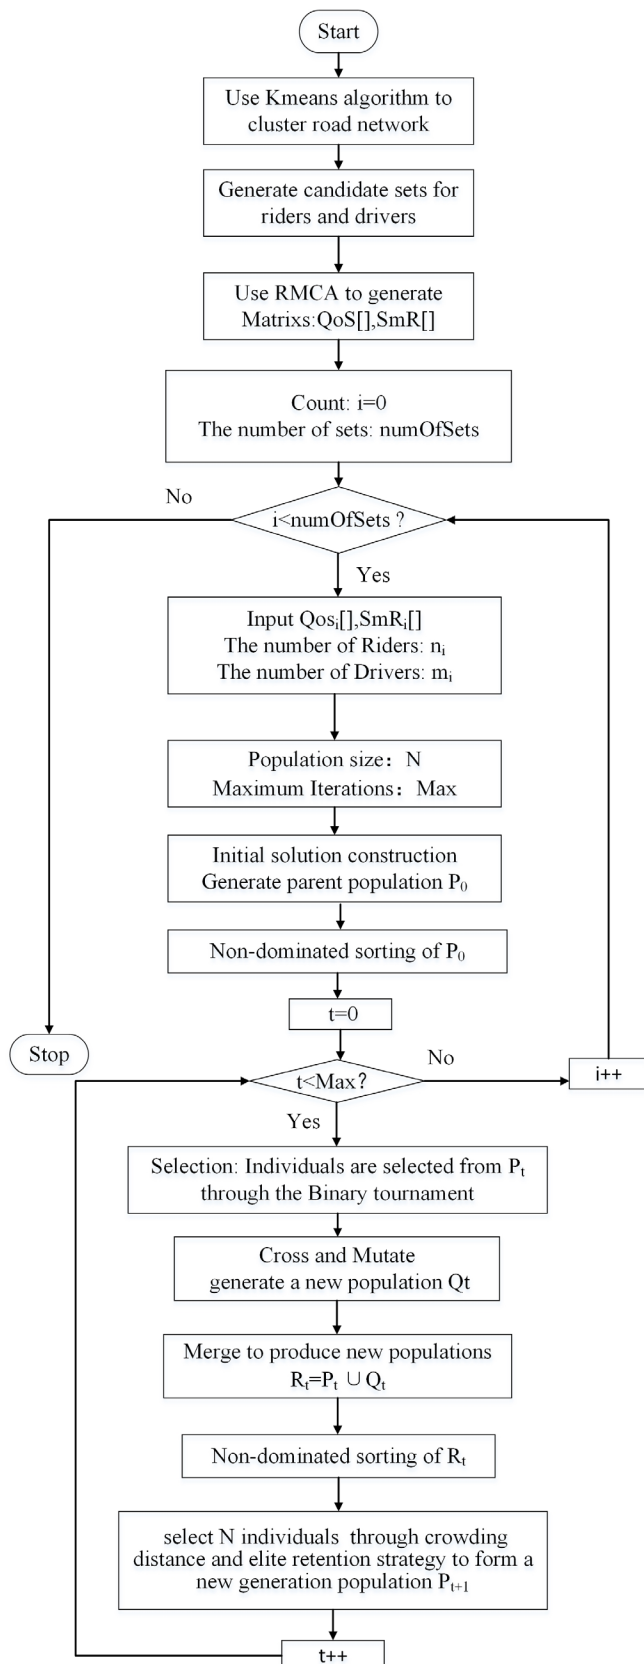 Start
Use Kmeans algorithm to
cluster road network
Generate candidate sets for
riders and drivers
Use RMCA to generate
Matrixs:QoS[],SmR[]
Count: i=0
The number of sets: numOfSets
No
i<numOfSets ?
Yes
Input Qosᵢ[],SmRᵢ[]
The number of Riders: nᵢ
The number of Drivers: mᵢ
Population size：N
Maximum Iterations：Max
Initial solution construction
Generate parent population P₀
Non-dominated sorting of P₀
t=0
Stop
t<Max？
No
i++
Yes
Selection: Individuals are selected from Pₜ
through the Binary tournament
Cross and Mutate
generate a new population Qt
Merge to produce new populations
Rₜ=Pₜ ∪ Qₜ
Non-dominated sorting of Rₜ
select N individuals through crowding
distance and elite retention strategy to form a
new generation population Pₜ₊₁
t++